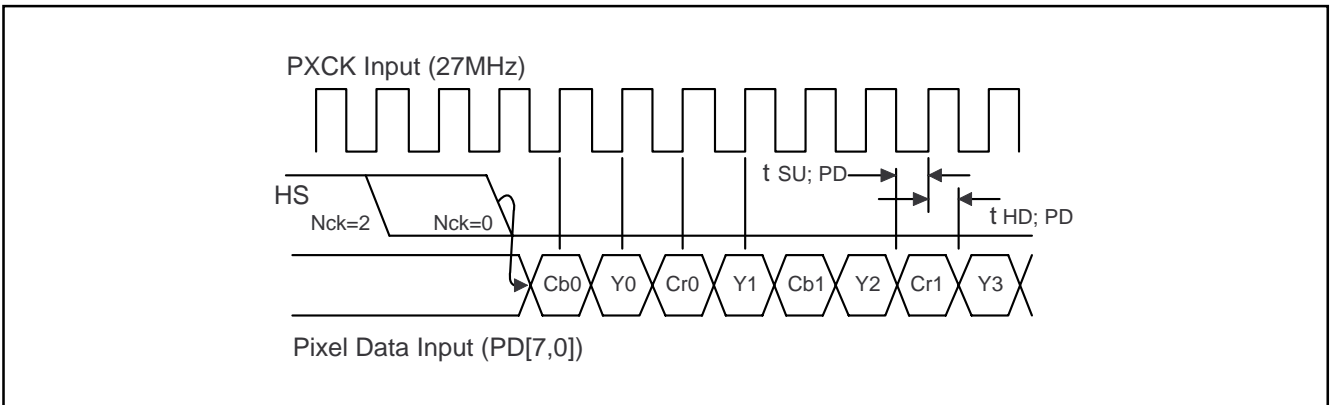 PXCK Input (27MHz)
t SU; PD
HS
Nck=2 Nck=0
t HD; PD
Cb0 Y0 Cr0 Y1 Cb1 Y2 Cr1 Y3
Pixel Data Input (PD[7,0])